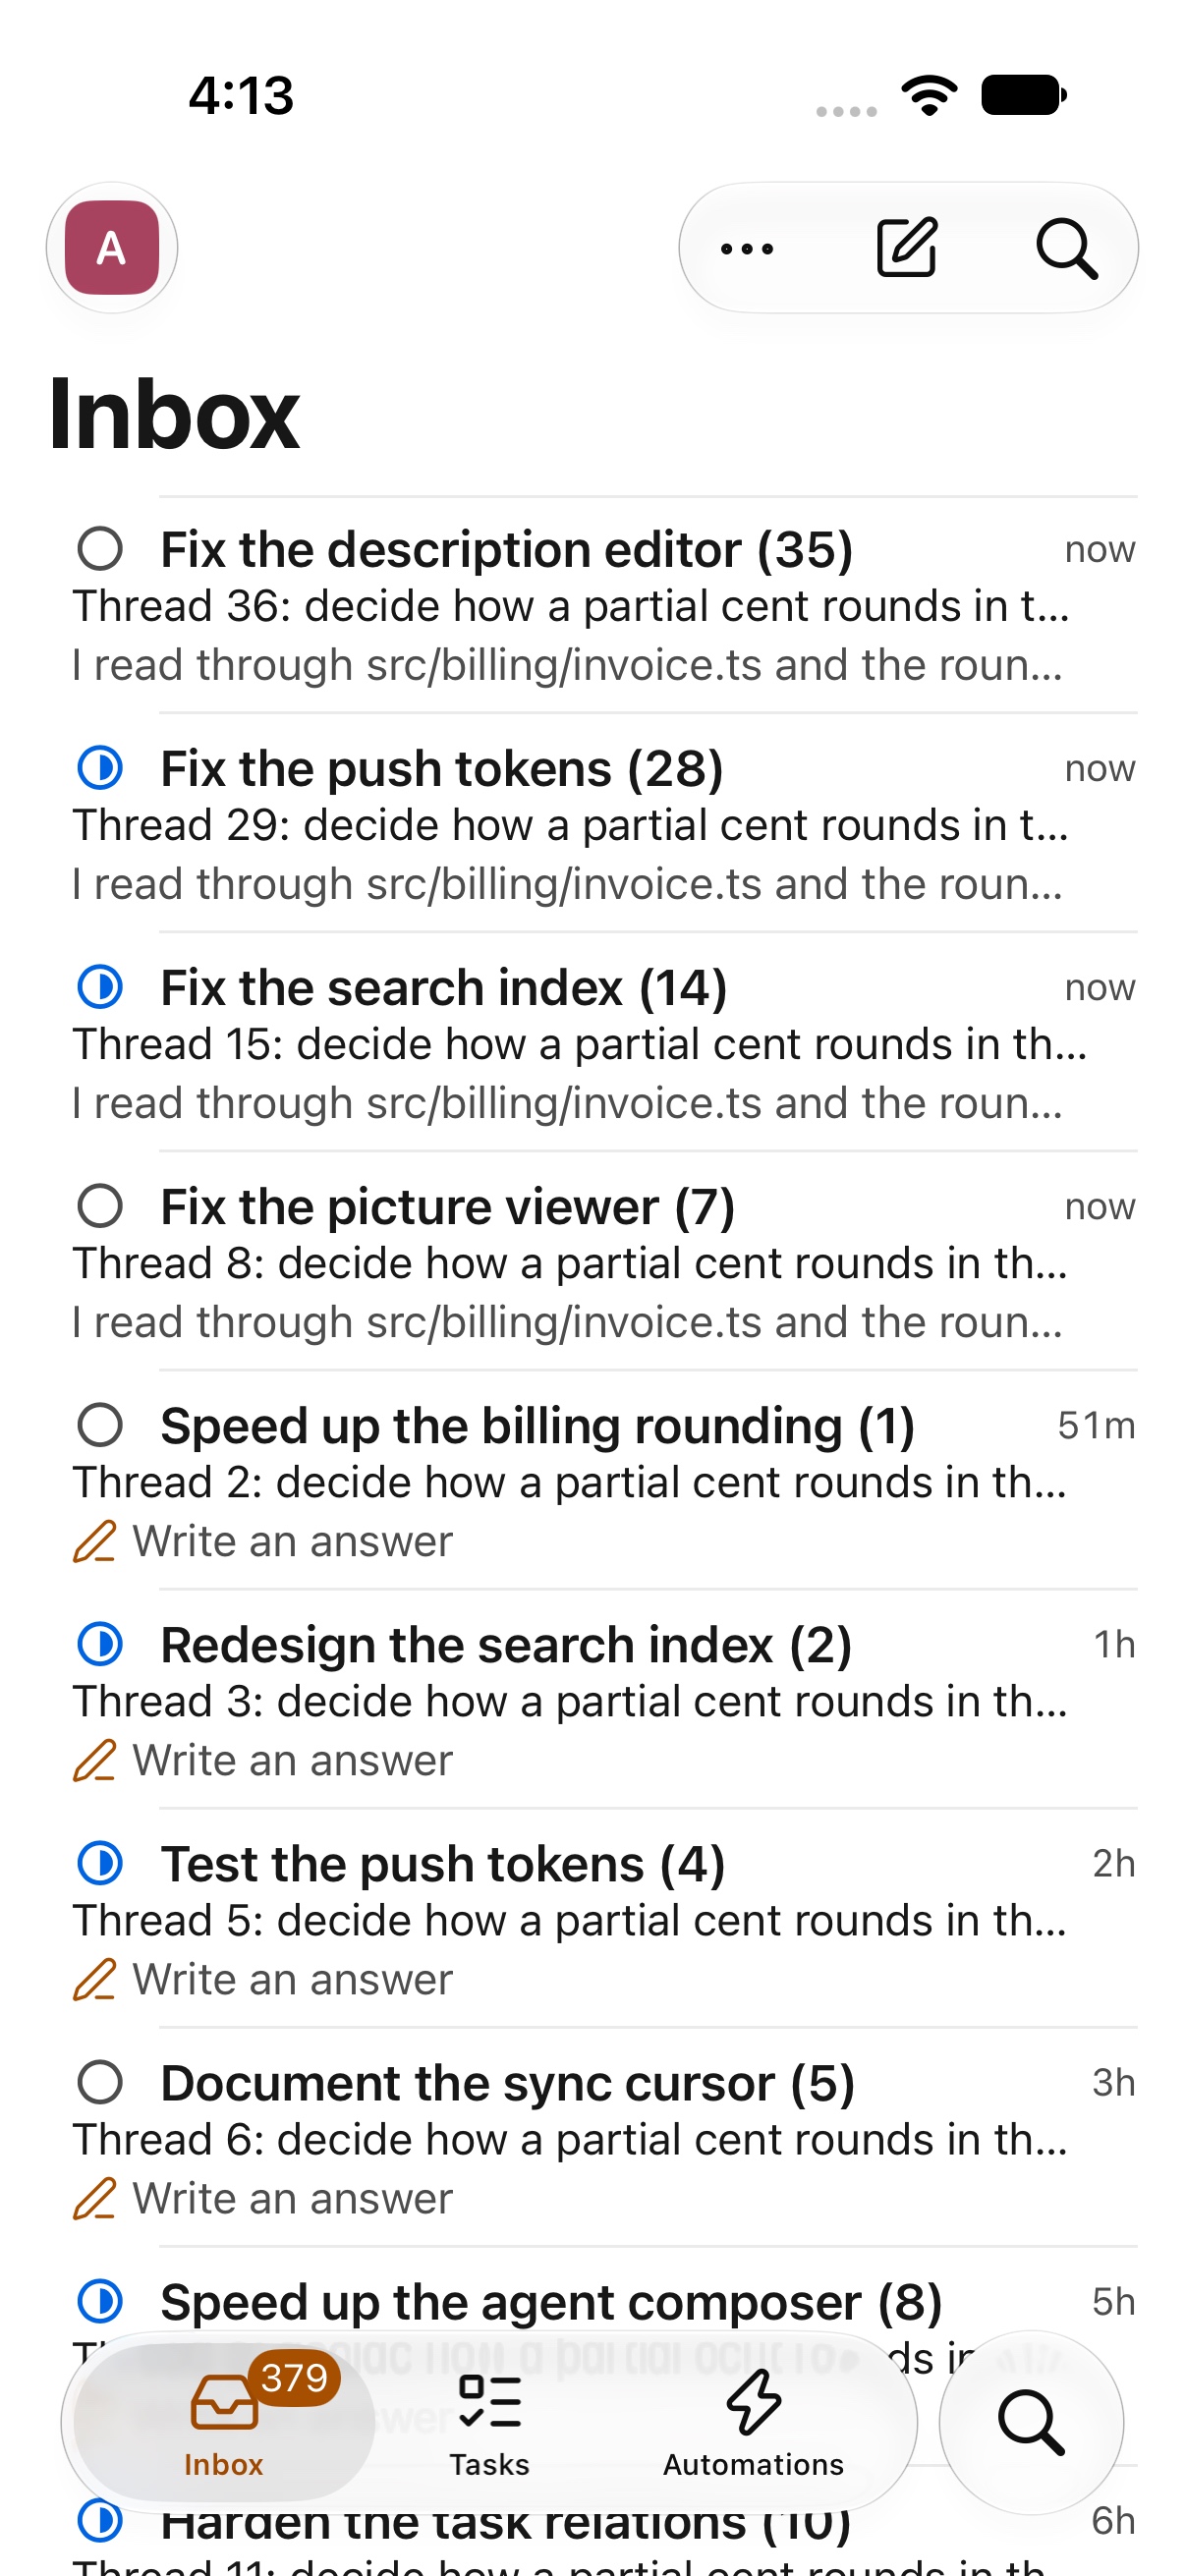 4:13
A
Inbox
Fix the description editor (35)
now
Thread 36: decide how a partial cent rounds in t...
I read through src/billing/invoice.ts and the roun...
Fix the push tokens (28)
now
Thread 29: decide how a partial cent rounds in t...
I read through src/billing/invoice.ts and the roun...
Fix the search index (14)
now
Thread 15: decide how a partial cent rounds in th...
I read through src/billing/invoice.ts and the roun...
Fix the picture viewer (7)
now
Thread 8: decide how a partial cent rounds in th...
I read through src/billing/invoice.ts and the roun...
Speed up the billing rounding (1)
51m
Thread 2: decide how a partial cent rounds in th...
Write an answer
Redesign the search index (2)
1h
Thread 3: decide how a partial cent rounds in th...
Write an answer
Test the push tokens (4)
2h
Thread 5: decide how a partial cent rounds in th...
Write an answer
Document the sync cursor (5)
3h
Thread 6: decide how a partial cent rounds in th...
Write an answer
Speed up the agent composer (8)
5h
379
Inbox
Tasks
Automations
Harden the task relations (10)
6h
Thread 11: decide how a partial cent rounds in th